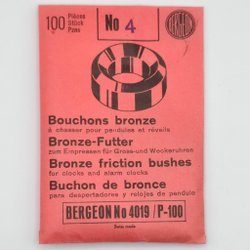 100 Pièces
Stück
Pzas
No 4
BERGEON
Bouchons bronze
à chasser pour pendules et réveils
Bronze-Futter
zum Einpressen für Gross-und Weckeruhren
Bronze friction bushes
for clocks and alarm clocks
Buchon de bronce
para despertadores y relojes de pendule
BERGEON No 4019 / P-100
Swiss made